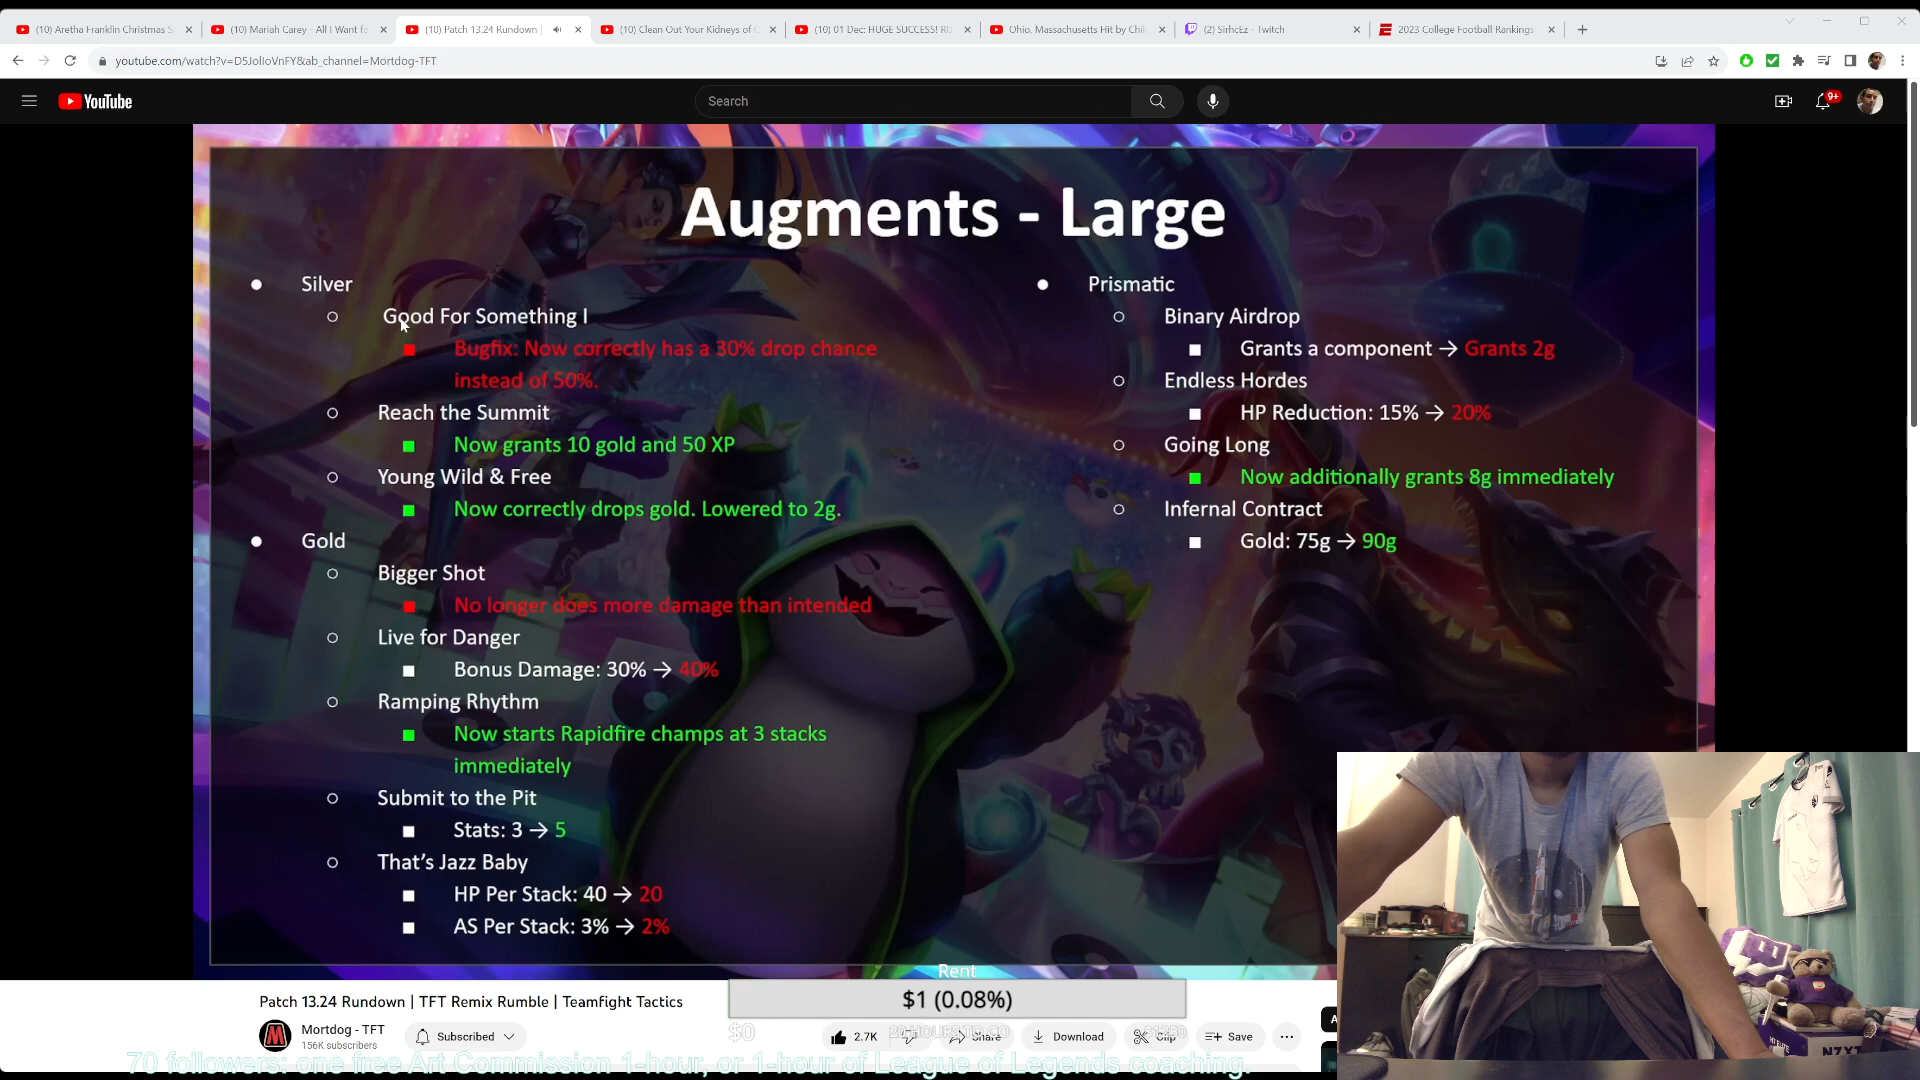 (10) Aretha Franklin Christmas S
(10) Mariah Carey - All I Want fo
(10) Patch 13.24 Rundown |
(10) Clean Out Your Kidneys of
(10) 01 Dec: HUGE SUCCESS! RU
Ohio, Massachusetts Hit by Chil
(2) SirhcEz - Twitch
2023 College Football Rankings
youtube.com/watch?v=D5JolIoVnFY&ab_channel=Mortdog-TFT
YouTube
Search
9+
Augments - Large
Silver
Good For Something I
Bugfix: Now correctly has a 30% drop chance
instead of 50%.
Reach the Summit
Now grants 10 gold and 50 XP
Young Wild & Free
Now correctly drops gold. Lowered to 2g.
Gold
Bigger Shot
No longer does more damage than intended
Live for Danger
Bonus Damage: 30% → 40%
Ramping Rhythm
Now starts Rapidfire champs at 3 stacks
immediately
Submit to the Pit
Stats: 3 → 5
That's Jazz Baby
HP Per Stack: 40 → 20
AS Per Stack: 3% → 2%
Prismatic
Binary Airdrop
Grants a component → Grants 2g
Endless Hordes
HP Reduction: 15% → 20%
Going Long
Now additionally grants 8g immediately
Infernal Contract
Gold: 75g → 90g
Rent
$1 (0.08%)
$0
Patch 13.24 Rundown | TFT Remix Rumble | Teamfight Tactics
Mortdog - TFT
156K subscribers
Subscribed
2.7K
Share
Download
Clip
Save
70 followers: one free Art Commission 1-hour, or 1-hour of League of Legends coaching.